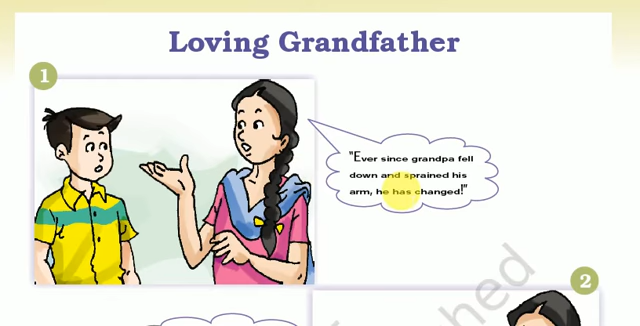 Loving Grandfather
1
"Ever since grandpa fell
down and sprained his
arm, he has changed!"
2